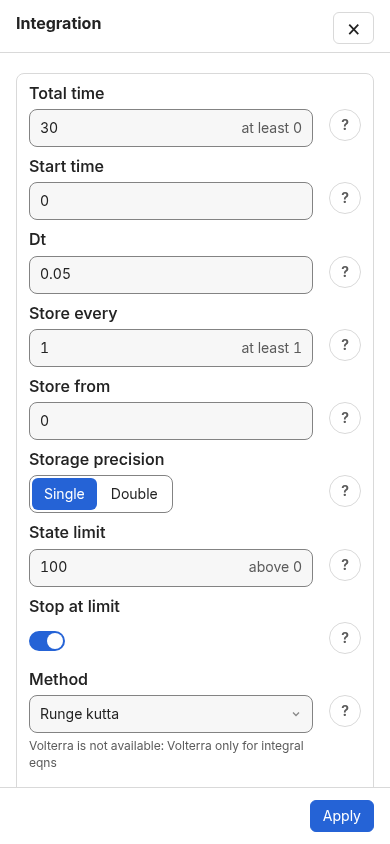 Integration
×
Total time
30 at least 0 ?
Start time
0 ?
Dt
0.05 ?
Store every
1 at least 1 ?
Store from
0 ?
Storage precision
Single Double ?
State limit
100 above 0 ?
Stop at limit
?
Method
Runge kutta ?
Volterra is not available: Volterra only for integral
eqns
Apply